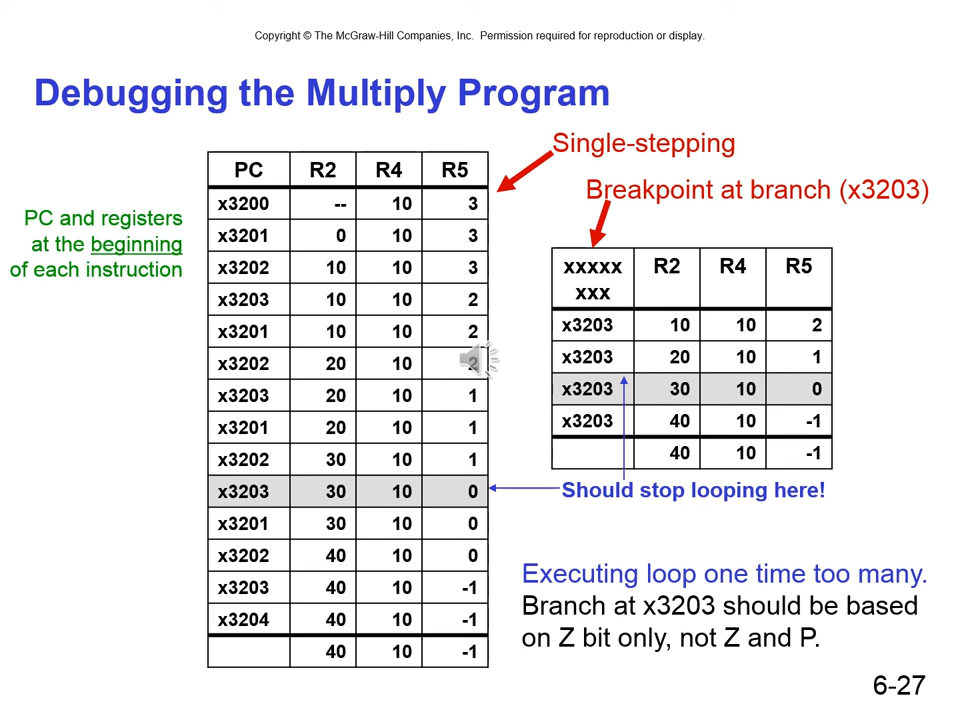 Copyright © The McGraw-Hill Companies, Inc. Permission required for reproduction or display.
Debugging the Multiply Program
Single-stepping
Breakpoint at branch (x3203)
PC and registers
at the beginning
of each instruction
PC R2 R4 R5
x3200 -- 10 3
x3201 0 10 3
x3202 10 10 3
x3203 10 10 2
x3201 10 10 2
x3202 20 10 2
x3203 20 10 1
x3201 20 10 1
x3202 30 10 1
x3203 30 10 0
x3201 30 10 0
x3202 40 10 0
x3203 40 10 -1
x3204 40 10 -1
40 10 -1
xxxxx R2 R4 R5
xxx
x3203 10 10 2
x3203 20 10 1
x3203 30 10 0
x3203 40 10 -1
40 10 -1
Should stop looping here!
Executing loop one time too many.
Branch at x3203 should be based
on Z bit only, not Z and P.
6-27